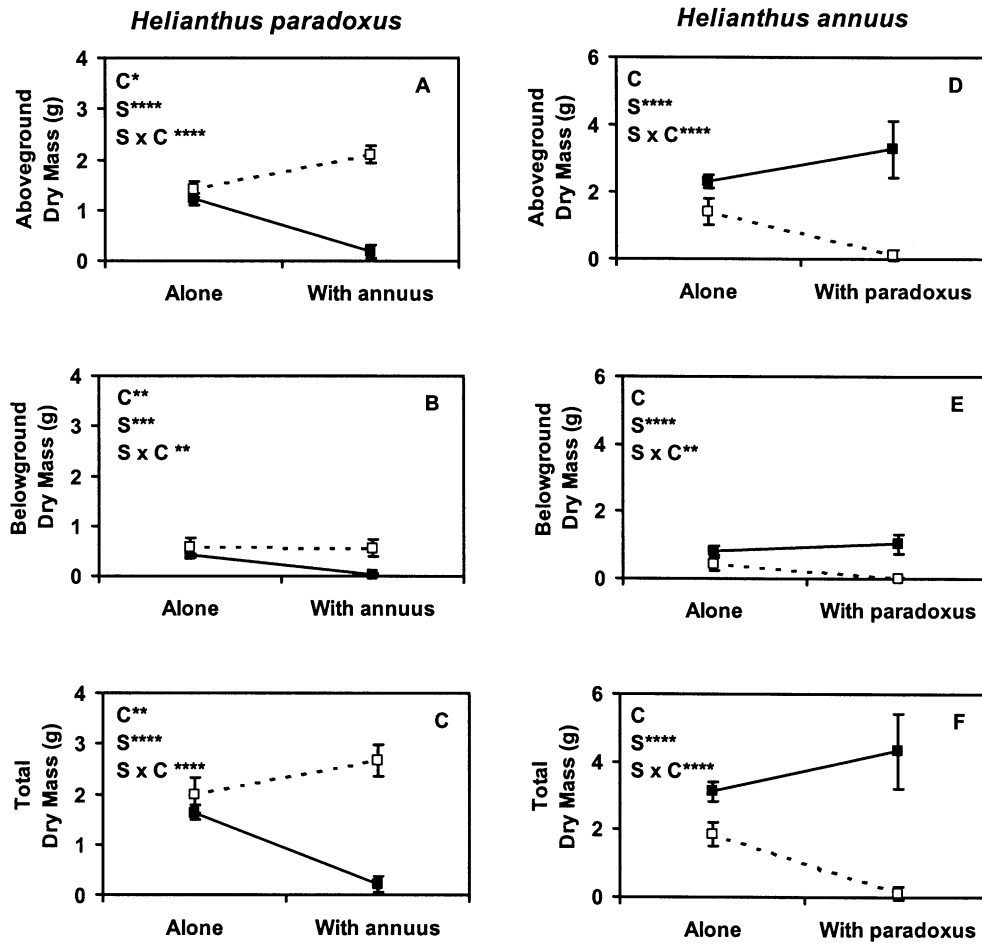 Helianthus paradoxus
Helianthus annuus
Aboveground
Dry Mass (g)
4
3
2
1
0
C*
S****
S x C ****
A
Alone
With annuus
Aboveground
Dry Mass (g)
6
4
2
0
C
S****
S x C****
D
Alone
With paradoxus
Belowground
Dry Mass (g)
4
3
2
1
0
C**
S***
S x C **
B
Alone
With annuus
Belowground
Dry Mass (g)
6
4
2
0
C
S****
S x C**
E
Alone
With paradoxus
Total
Dry Mass (g)
4
3
2
1
0
C**
S****
S x C ****
C
Alone
With annuus
Total
Dry Mass (g)
6
4
2
0
C
S****
S x C****
F
Alone
With paradoxus